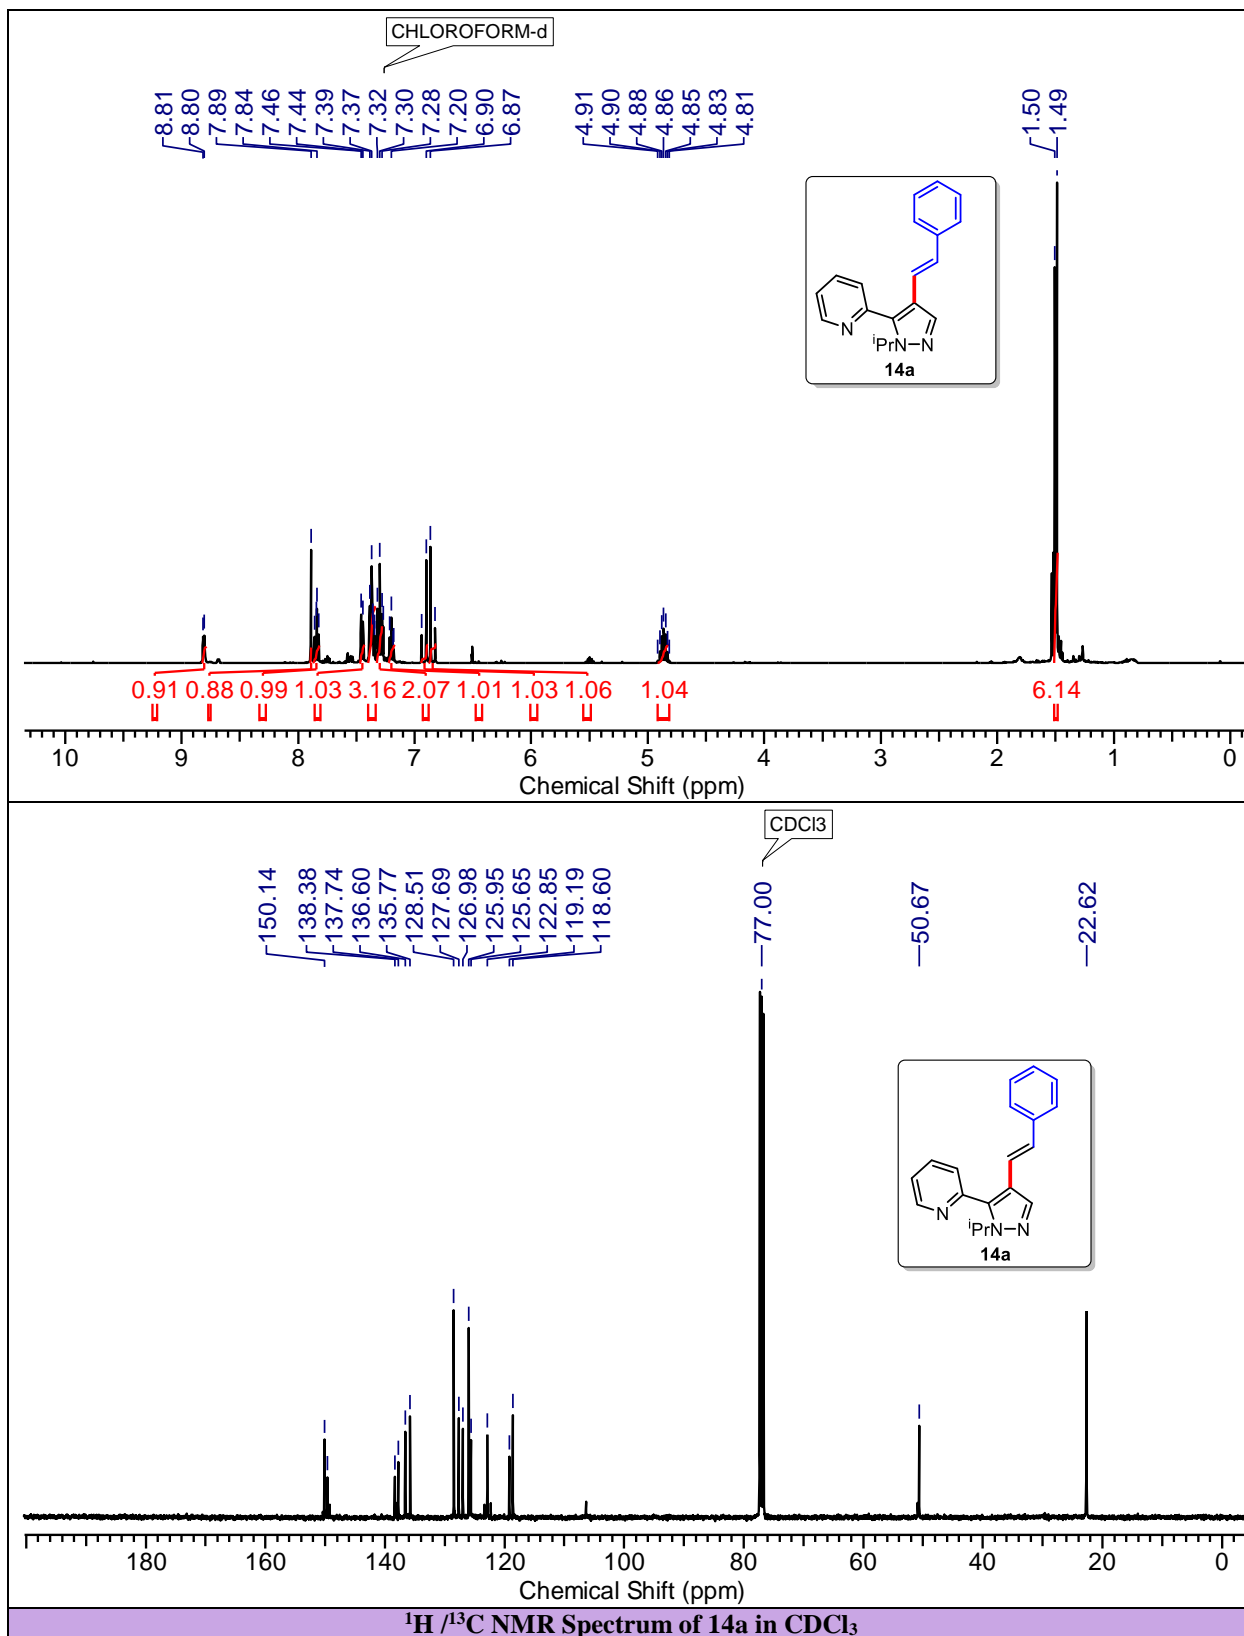 CHLOROFORM-d
8.81
8.80
7.89
7.84
7.46
7.44
7.39
7.37
7.32
7.30
7.28
7.20
6.90
6.87
4.91
4.90
4.88
4.86
4.85
4.83
4.81
1.50
1.49
N
iPr
N
N
14a
0.91 0.88 0.99 1.03 3.16 2.07 1.01 1.03 1.06 1.04 6.14
10 9 8 7 6 5 4 3 2 1 0
Chemical Shift (ppm)
CDCl3
150.14
138.38
137.74
136.60
135.77
128.51
127.69
126.98
125.95
125.65
122.85
119.19
118.60
77.00
50.67
22.62
N
iPr
N
N
14a
180 160 140 120 100 80 60 40 20 0
Chemical Shift (ppm)
¹H /¹³C NMR Spectrum of 14a in CDCl₃